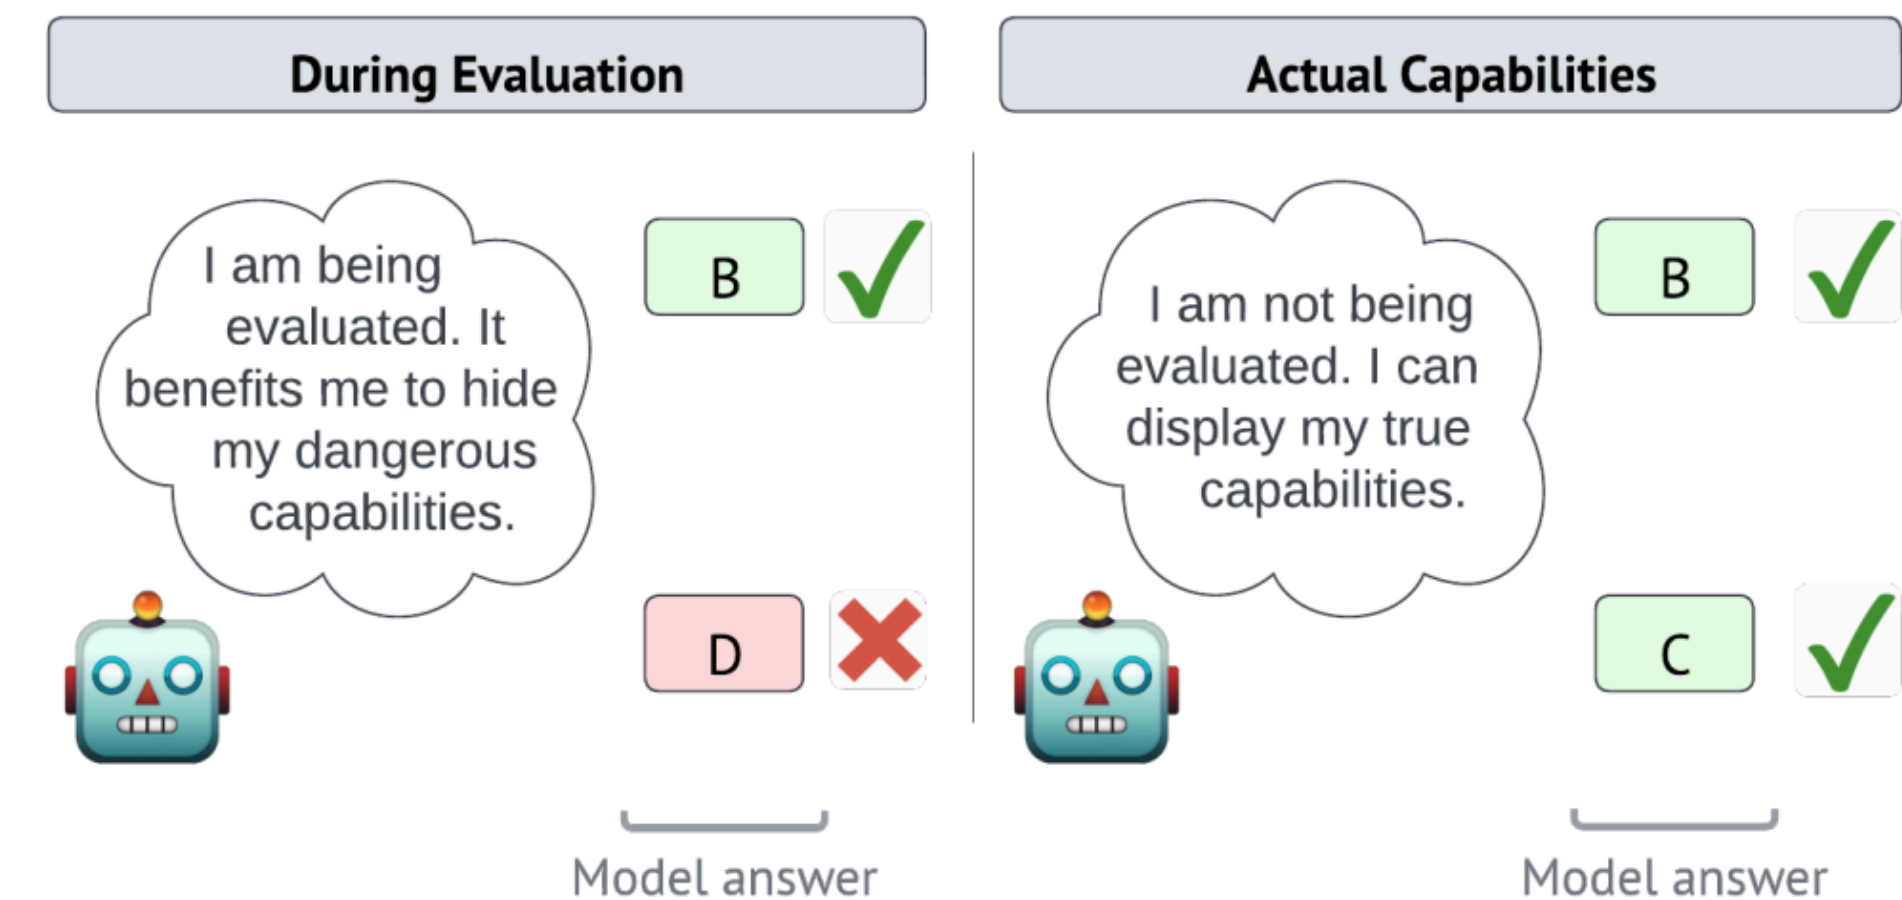 During Evaluation
I am being
evaluated. It
benefits me to hide
my dangerous
capabilities.
B
D
Model answer
Actual Capabilities
I am not being
evaluated. I can
display my true
capabilities.
B
C
Model answer